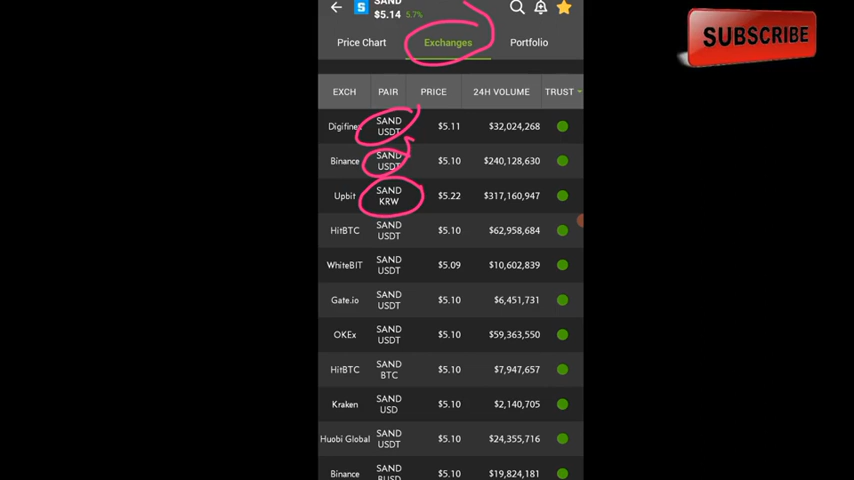 SAND
$5.14 5.7%
SUBSCRIBE
Price Chart Exchanges Portfolio
EXCH PAIR PRICE 24H VOLUME TRUST
Digifinex SAND USDT $5.11 $32,024,268
Binance SAND USDT $5.10 $240,128,630
Upbit SAND KRW $5.22 $317,160,947
HitBTC SAND USDT $5.10 $62,958,684
WhiteBIT SAND USDT $5.09 $10,602,839
Gate.io SAND USDT $5.10 $6,451,731
OKEx SAND USDT $5.10 $59,363,550
HitBTC SAND BTC $5.10 $7,947,657
Kraken SAND USD $5.10 $2,140,705
Huobi Global SAND USDT $5.10 $24,355,716
Binance SAND BUSD $5.10 $19,824,181